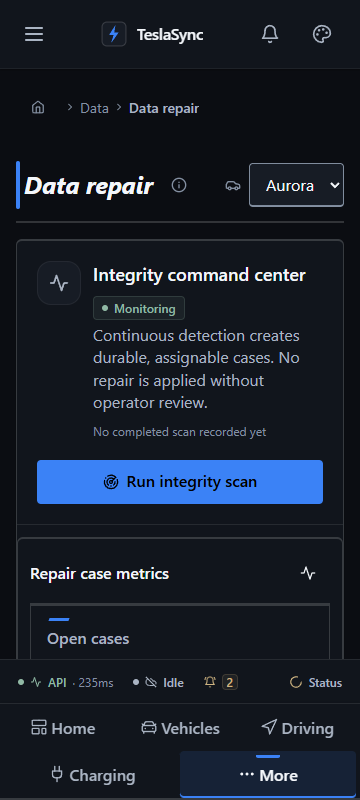 TeslaSync
Data
Data repair
Data repair
Aurora
Integrity command center
Monitoring
Continuous detection creates
durable, assignable cases. No
repair is applied without
operator review.
No completed scan recorded yet
Run integrity scan
Repair case metrics
Open cases
API · 235ms
Idle
2
Status
Home
Vehicles
Driving
Charging
More